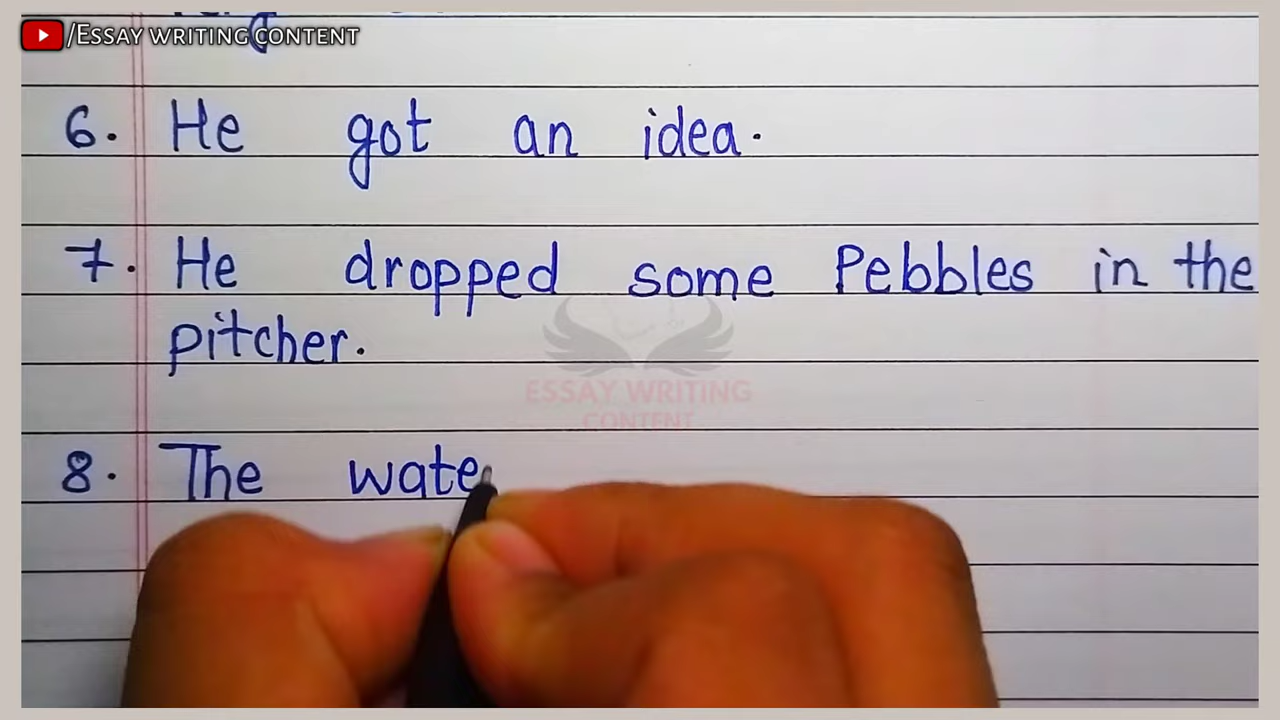 /ESSAY WRITING CONTENT
6. He got an idea.
7. He dropped some Pebbles in the
pitcher.
ESSAY WRITING
CONTENT
8. The wate